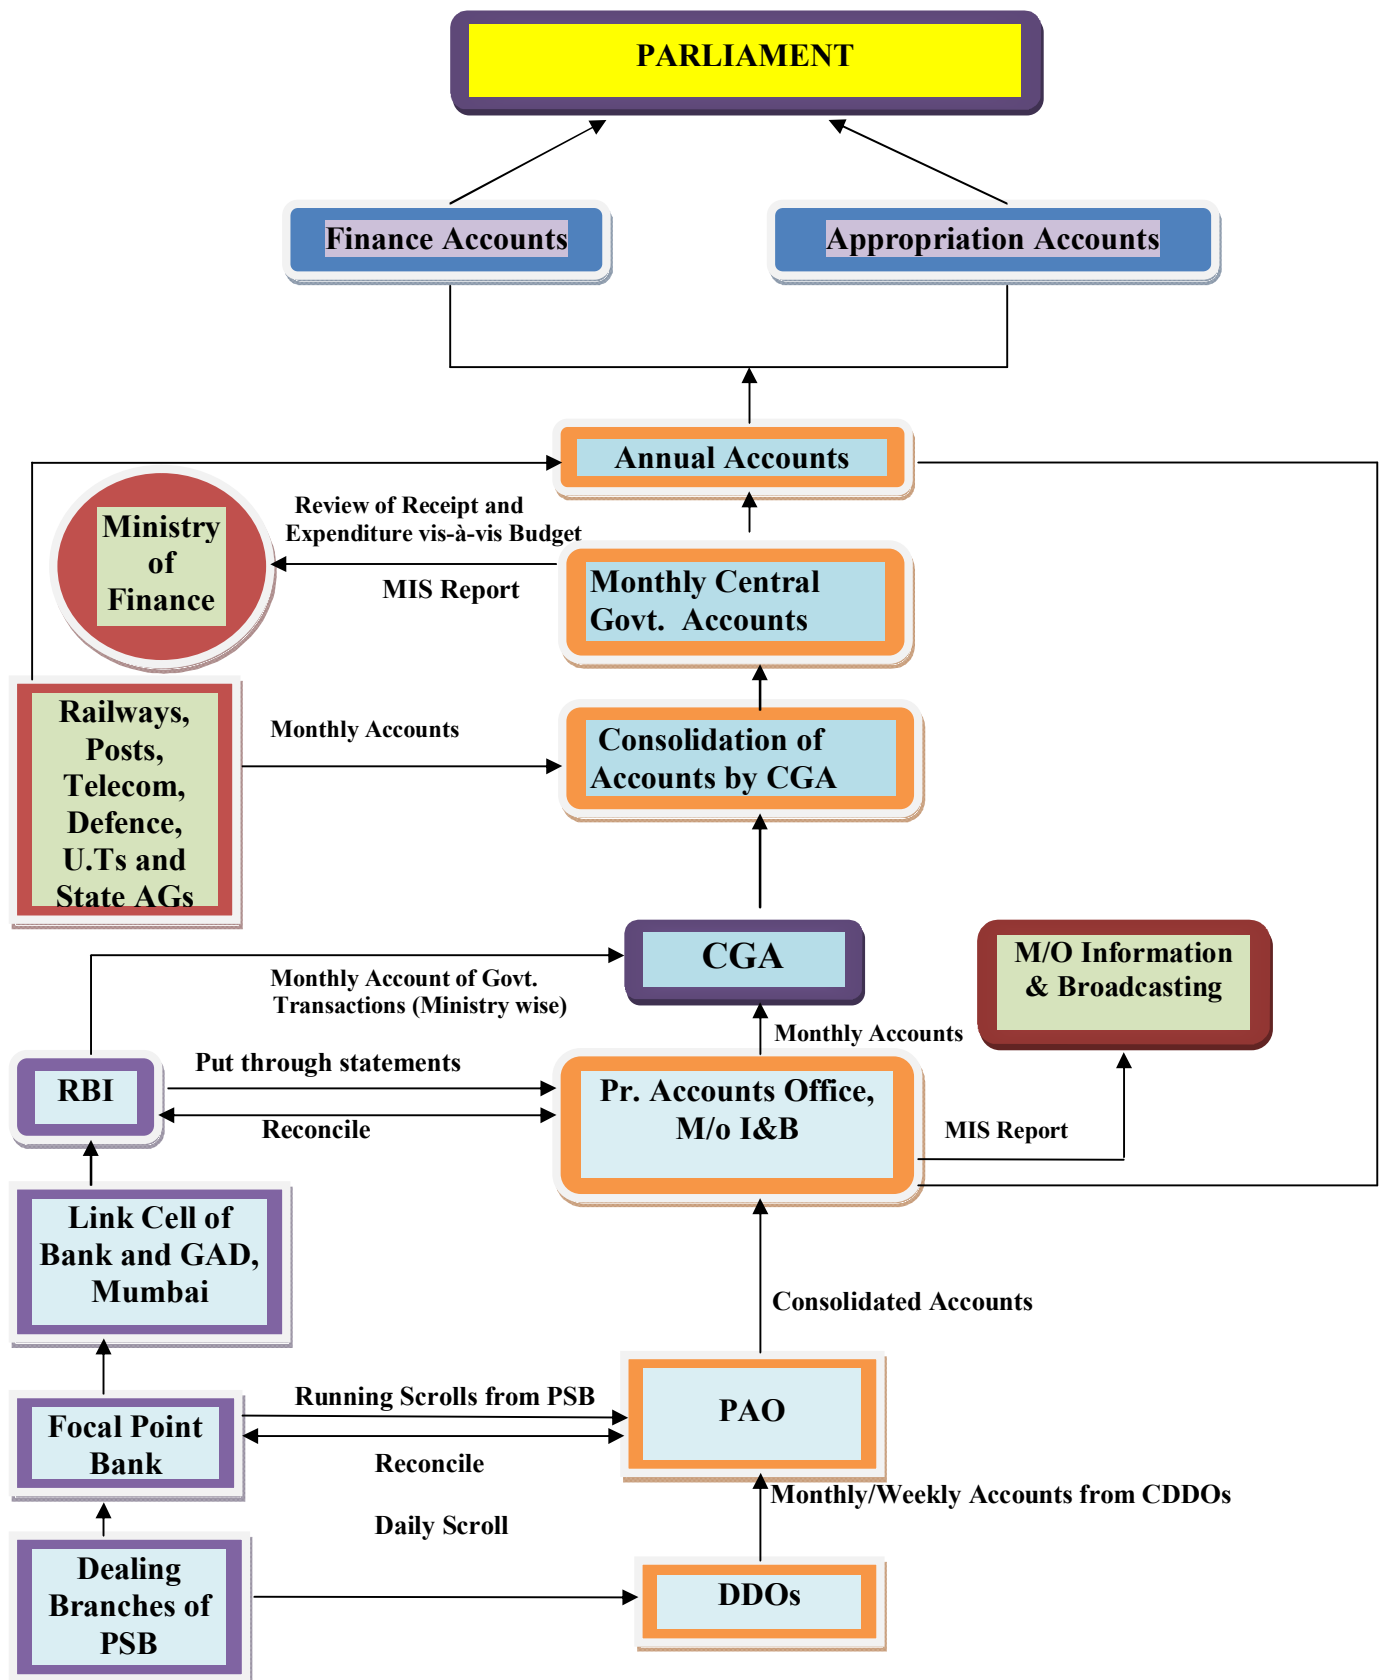 PARLIAMENT
Finance Accounts
Appropriation Accounts
Annual Accounts
Review of Receipt and
Expenditure vis-à-vis Budget
Ministry
of
Finance
MIS Report
Monthly Central
Govt. Accounts
Railways,
Posts,
Telecom,
Defence,
U.Ts and
State AGs
Monthly Accounts
Consolidation of
Accounts by CGA
CGA
M/O Information
& Broadcasting
Monthly Account of Govt.
Transactions (Ministry wise)
Monthly Accounts
RBI
Put through statements
Reconcile
Pr. Accounts Office,
M/o I&B
MIS Report
Link Cell of
Bank and GAD,
Mumbai
Consolidated Accounts
Focal Point
Bank
Running Scrolls from PSB
Reconcile
PAO
Monthly/Weekly Accounts from CDDOs
Daily Scroll
Dealing
Branches of
PSB
DDOs